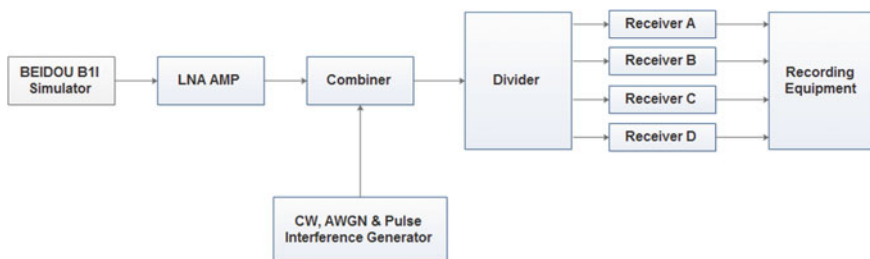 BEIDOU B1I
Simulator
LNA AMP
Combiner
Divider
Receiver A
Receiver B
Receiver C
Receiver D
Recording
Equipment
CW, AWGN & Pulse
Interference Generator